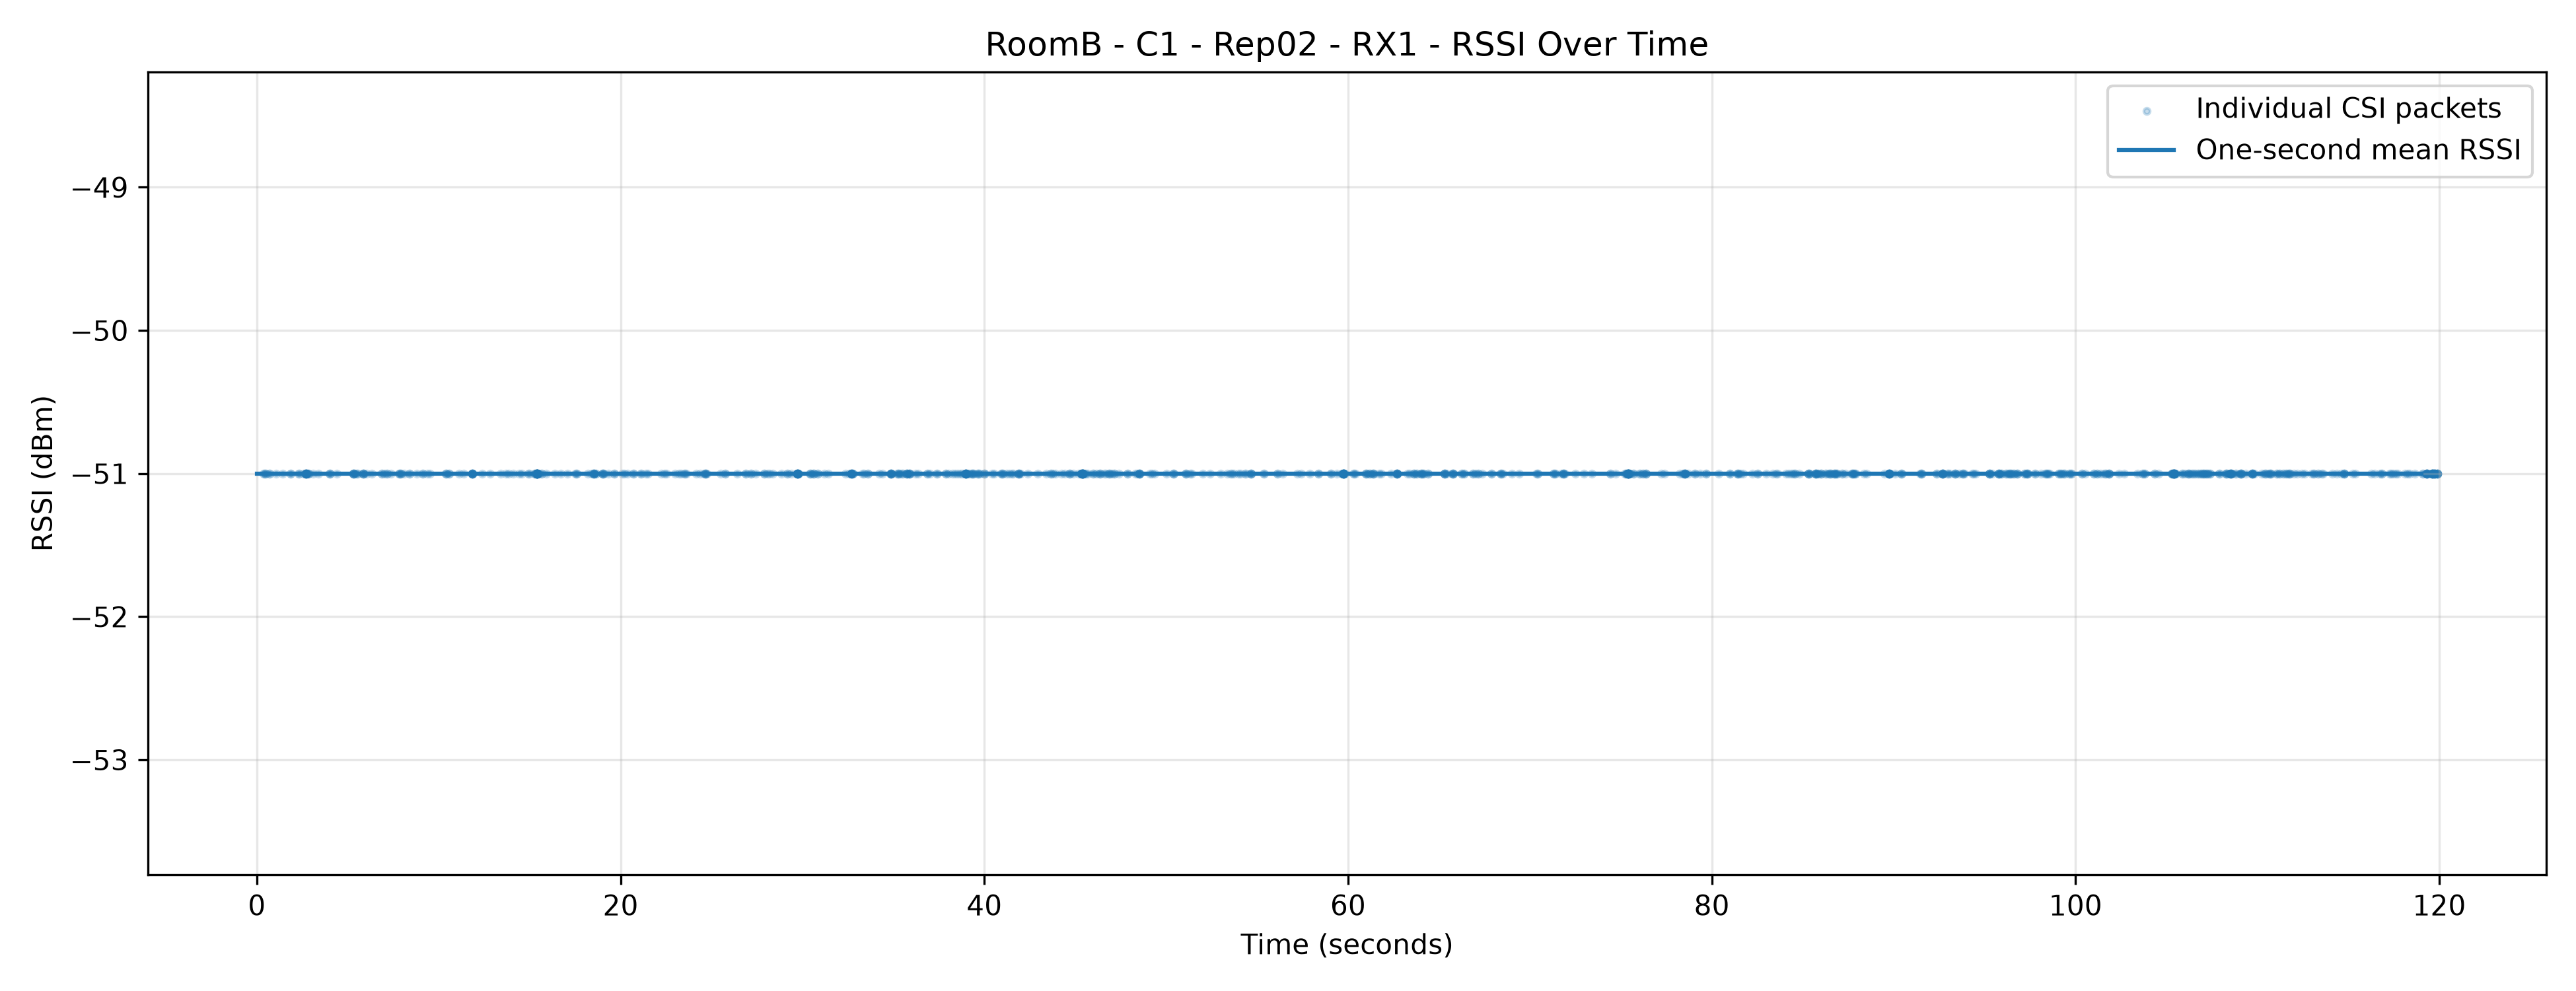 RoomB - C1 - Rep02 - RX1 - RSSI Over Time
Individual CSI packets
One-second mean RSSI
RSSI (dBm)
−49
−50
−51
−52
−53
0 20 40 60 80 100 120
Time (seconds)